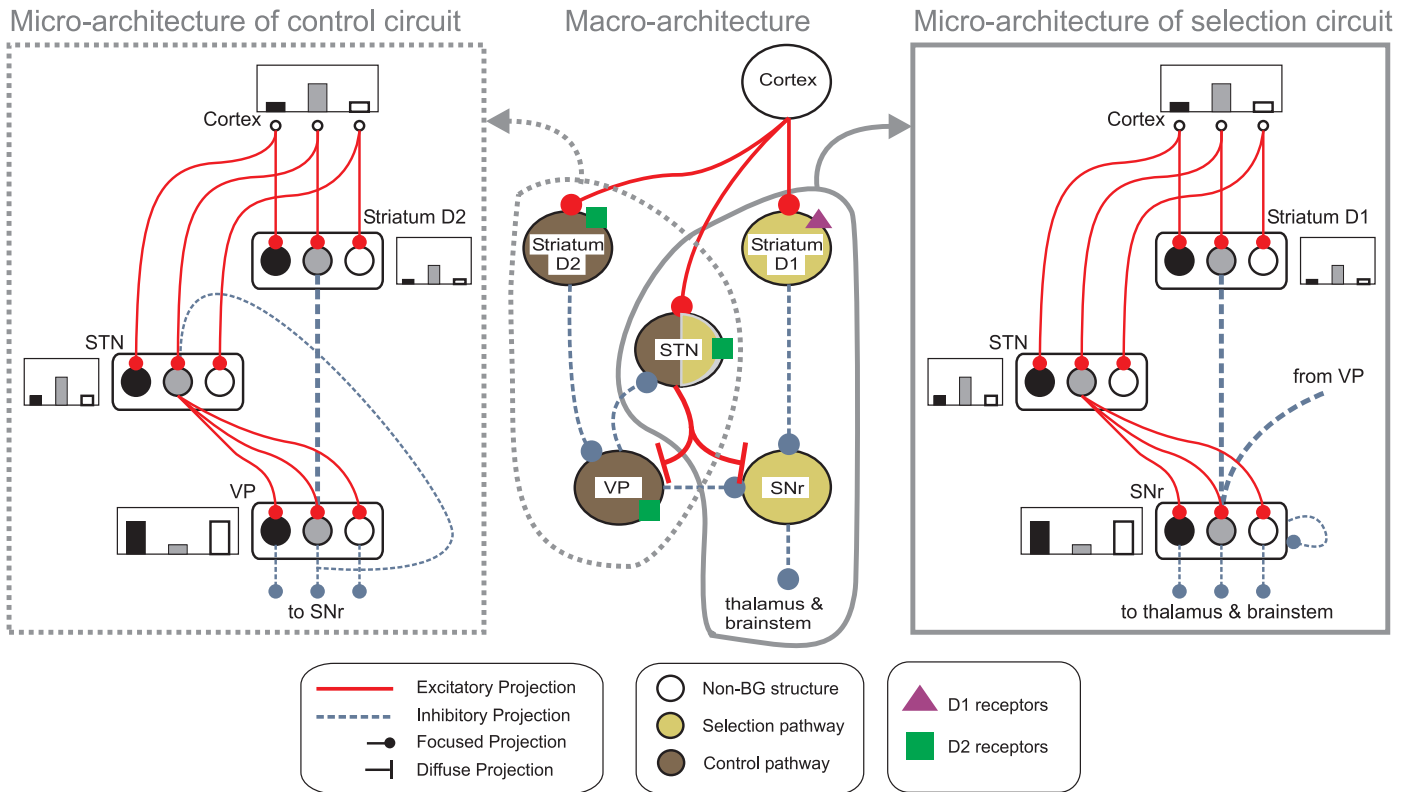 Micro-architecture of control circuit
Macro-architecture
Micro-architecture of selection circuit
Cortex
Striatum D2
STN
VP
to SNr
Cortex
Striatum
D2
Striatum
D1
STN
VP
SNr
thalamus &
brainstem
Cortex
Striatum D1
STN
from VP
SNr
to thalamus & brainstem
Excitatory Projection
Inhibitory Projection
Focused Projection
Diffuse Projection
Non-BG structure
Selection pathway
Control pathway
D1 receptors
D2 receptors